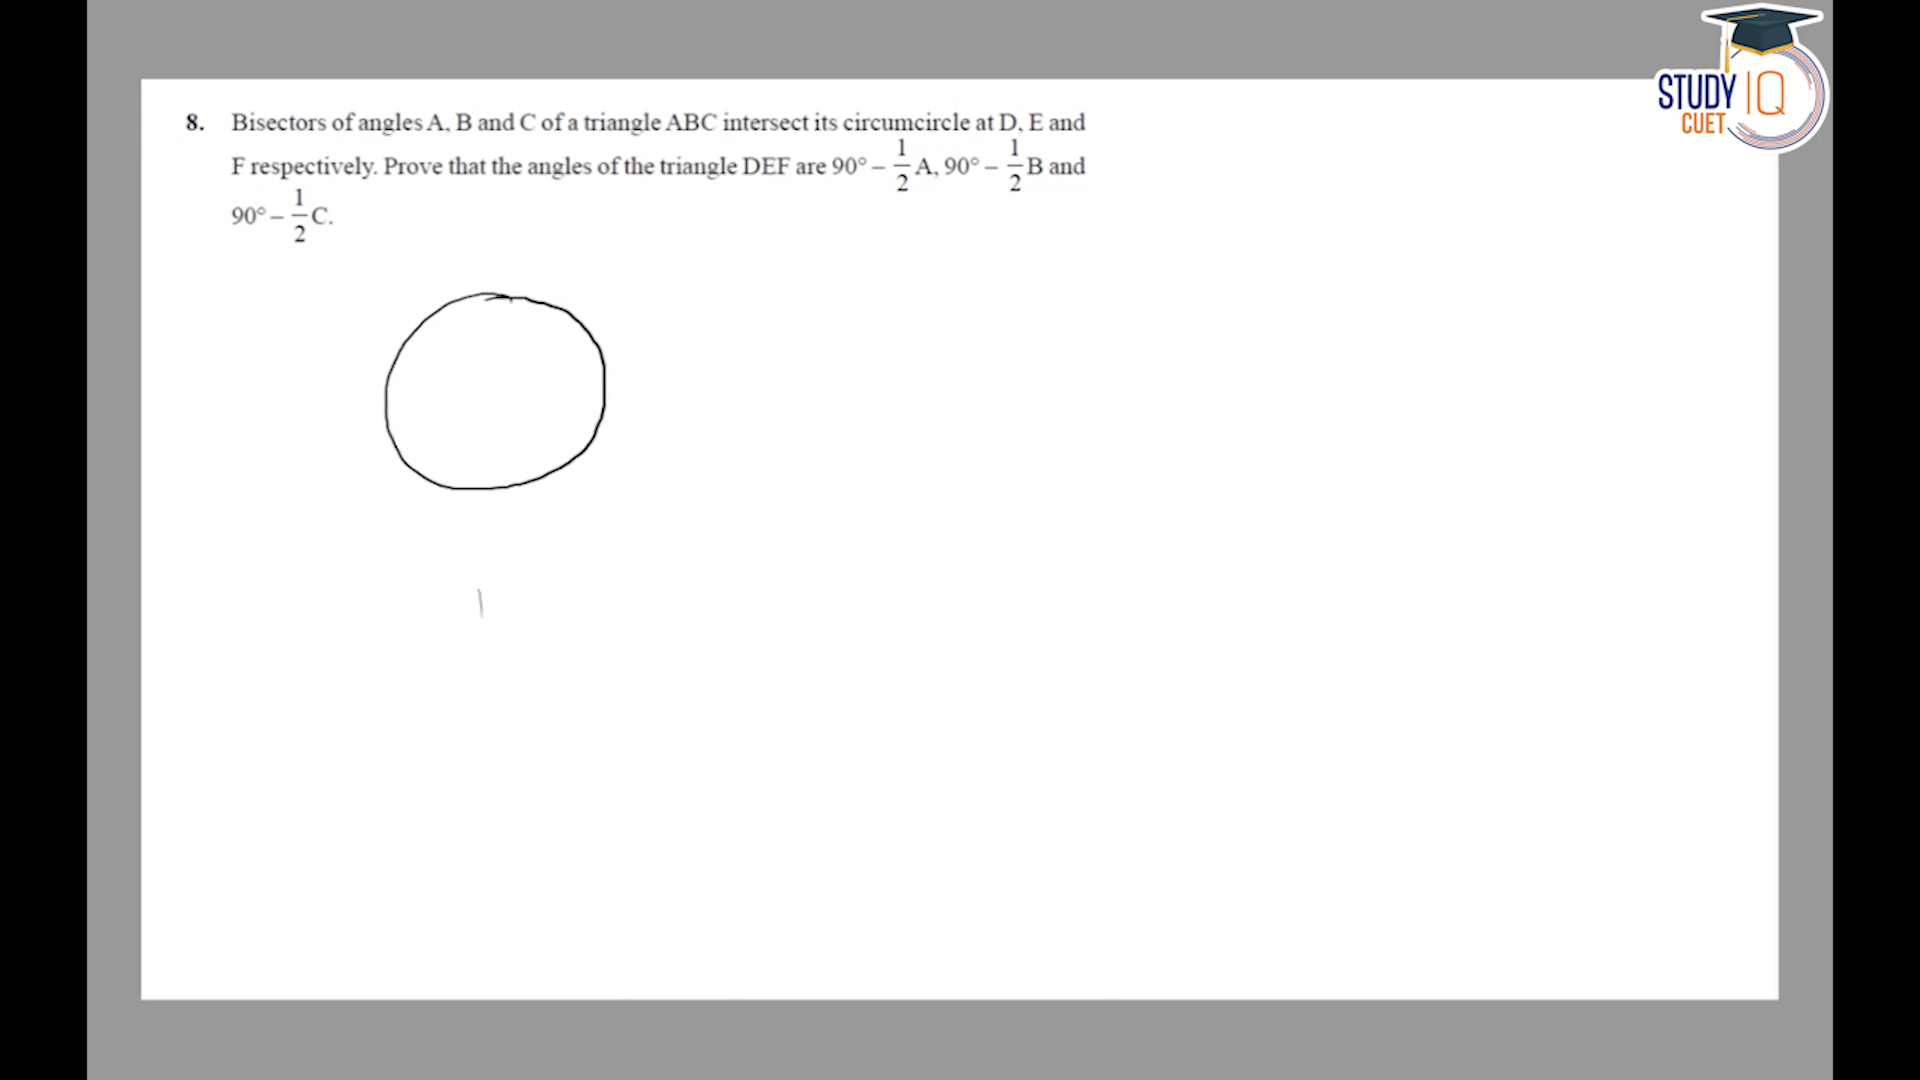 STUDY IQ
CUET
8. Bisectors of angles A, B and C of a triangle ABC intersect its circumcircle at D, E and
F respectively. Prove that the angles of the triangle DEF are 90° – 1/2 A, 90° – 1/2 B and
90° – 1/2 C.